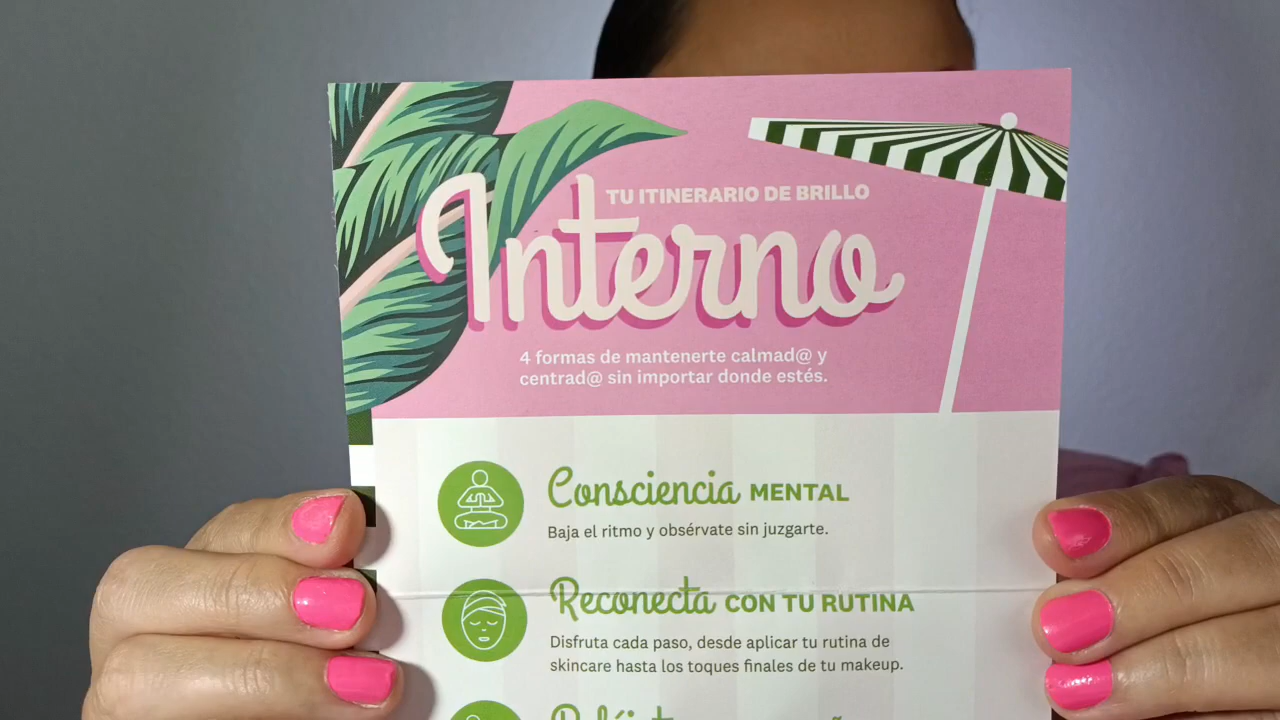 TU ITINERARIO DE BRILLO
Interno
4 formas de mantenerte calmad@ y
centrad@ sin importar donde estés.
Consciencia MENTAL
Baja el ritmo y obsérvate sin juzgarte.
Reconecta CON TU RUTINA
Disfruta cada paso, desde aplicar tu rutina de
skincare hasta los toques finales de tu makeup.